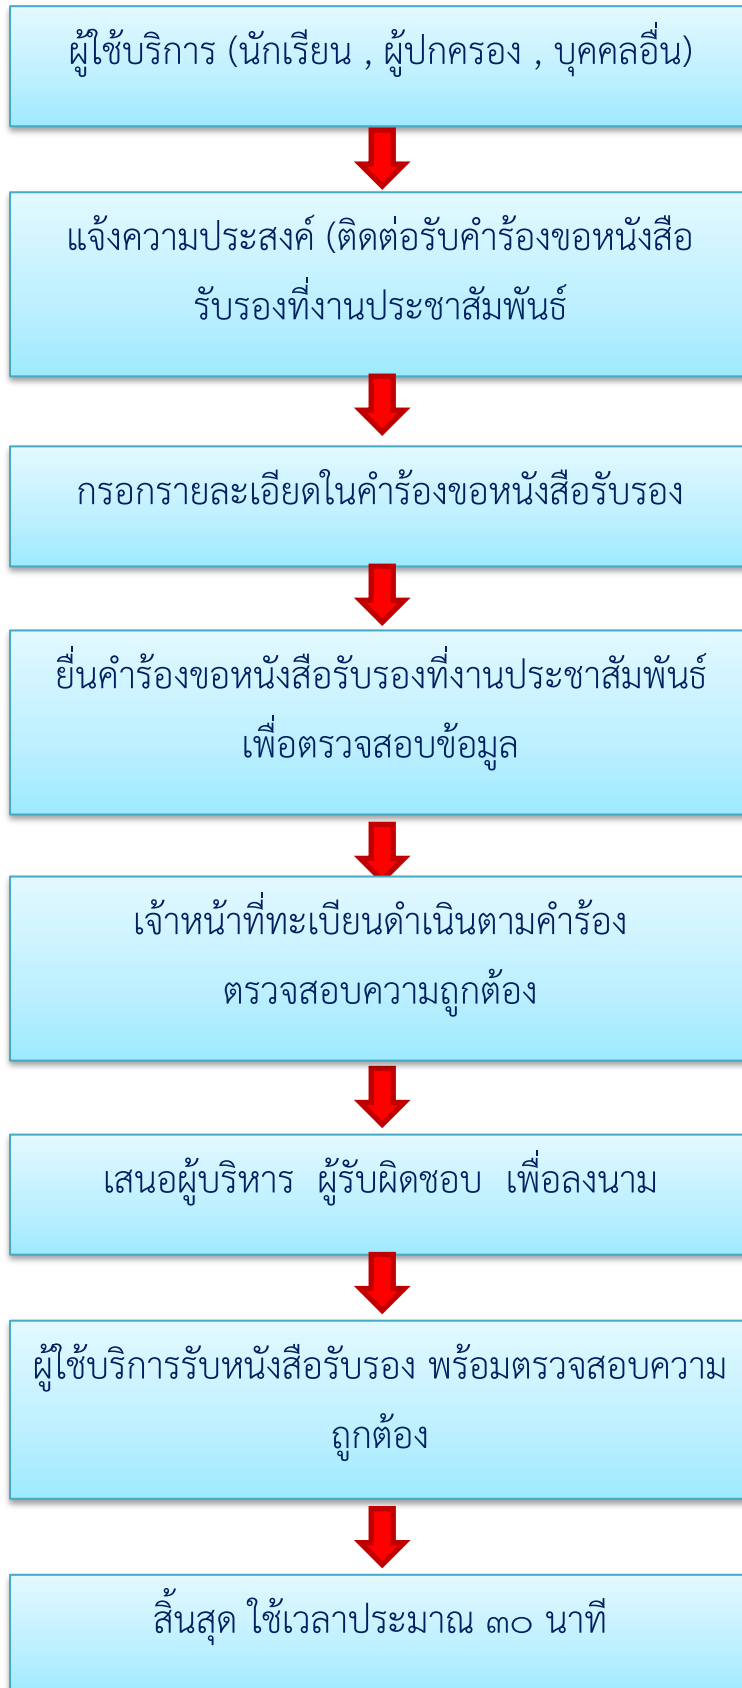 ผู้ใช้บริการ (นักเรียน , ผู้ปกครอง , บุคคลอื่น)
แจ้งความประสงค์ (ติดต่อรับคำร้องขอหนังสือ
รับรองที่งานประชาสัมพันธ์
กรอกรายละเอียดในคำร้องขอหนังสือรับรอง
ยื่นคำร้องขอหนังสือรับรองที่งานประชาสัมพันธ์
เพื่อตรวจสอบข้อมูล
เจ้าหน้าที่ทะเบียนดำเนินตามคำร้อง
ตรวจสอบความถูกต้อง
เสนอผู้บริหาร ผู้รับผิดชอบ เพื่อลงนาม
ผู้ใช้บริการรับหนังสือรับรอง พร้อมตรวจสอบความ
ถูกต้อง
สิ้นสุด ใช้เวลาประมาณ ๓๐ นาที